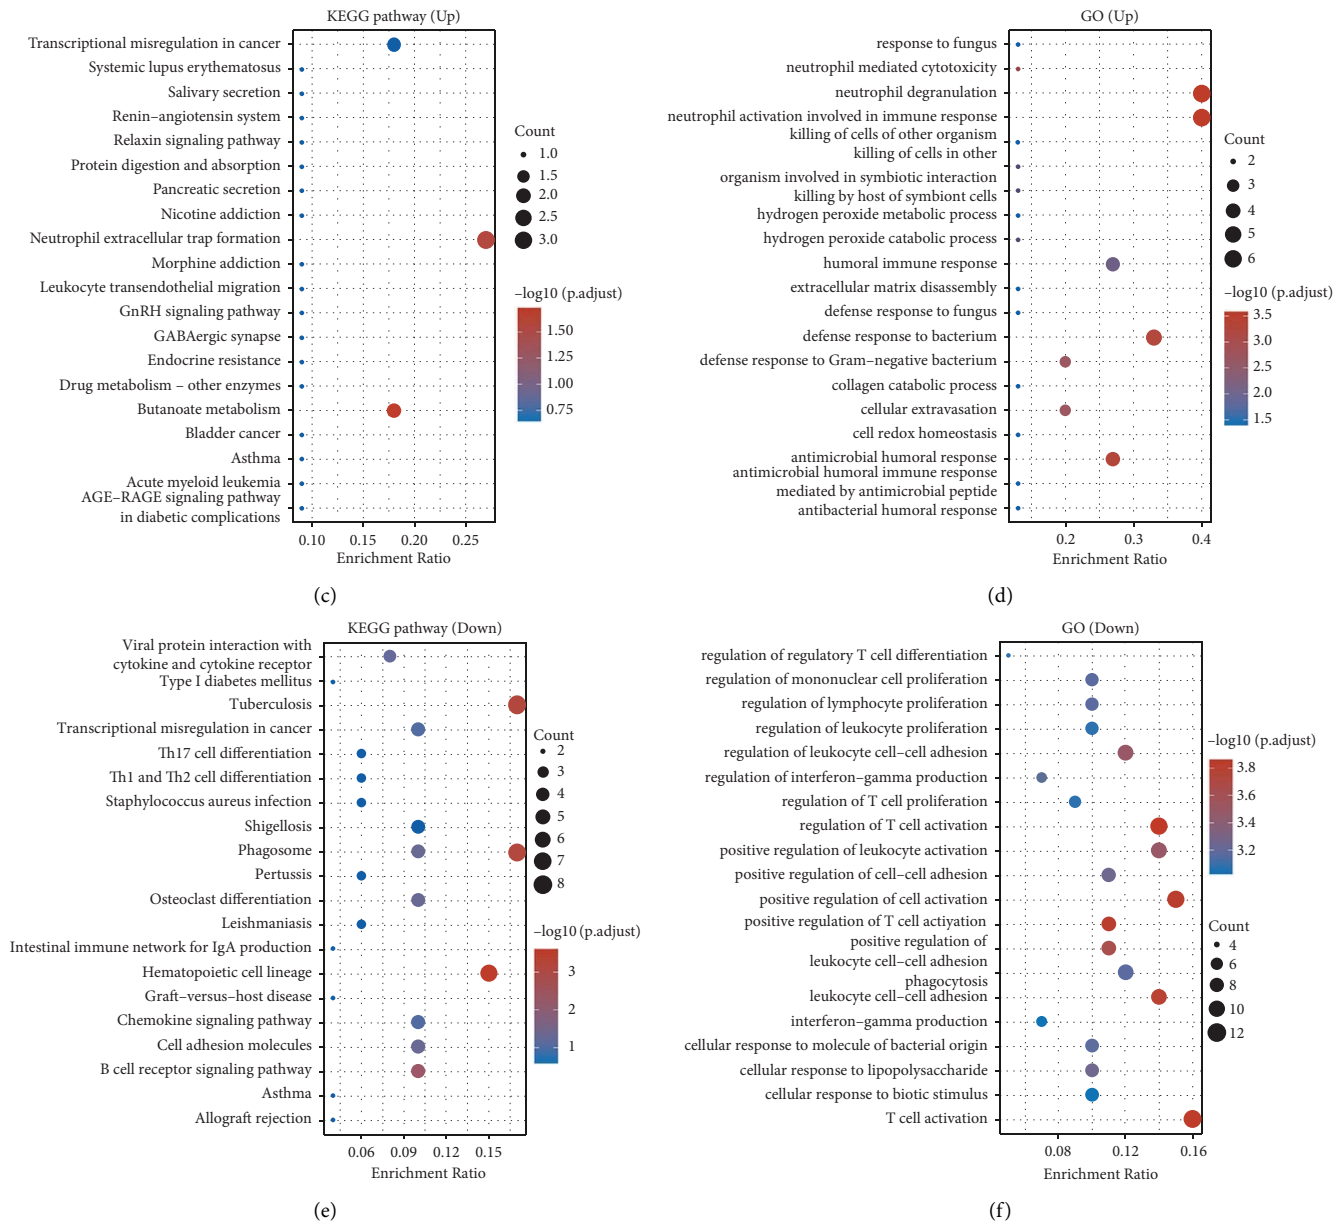 KEGG pathway (Up)
Transcriptional misregulation in cancer
Systemic lupus erythematosus
Salivary secretion
Renin–angiotensin system
Relaxin signaling pathway
Protein digestion and absorption
Pancreatic secretion
Nicotine addiction
Neutrophil extracellular trap formation
Morphine addiction
Leukocyte transendothelial migration
GnRH signaling pathway
GABAergic synapse
Endocrine resistance
Drug metabolism – other enzymes
Butanoate metabolism
Bladder cancer
Asthma
Acute myeloid leukemia
AGE–RAGE signaling pathway
in diabetic complications
0.10 0.15 0.20 0.25
Enrichment Ratio
Count
1.0
1.5
2.0
2.5
3.0
–log10 (p.adjust)
1.50
1.25
1.00
0.75
(c)
GO (Up)
response to fungus
neutrophil mediated cytotoxicity
neutrophil degranulation
neutrophil activation involved in immune response
killing of cells of other organism
killing of cells in other
organism involved in symbiotic interaction
killing by host of symbiont cells
hydrogen peroxide metabolic process
hydrogen peroxide catabolic process
humoral immune response
extracellular matrix disassembly
defense response to fungus
defense response to bacterium
defense response to Gram–negative bacterium
collagen catabolic process
cellular extravasation
cell redox homeostasis
antimicrobial humoral response
antimicrobial humoral immune response
mediated by antimicrobial peptide
antibacterial humoral response
0.2 0.3 0.4
Enrichment Ratio
Count
2
3
4
5
6
–log10 (p.adjust)
3.5
3.0
2.5
2.0
1.5
(d)
KEGG pathway (Down)
Viral protein interaction with
cytokine and cytokine receptor
Type I diabetes mellitus
Tuberculosis
Transcriptional misregulation in cancer
Th17 cell differentiation
Th1 and Th2 cell differentiation
Staphylococcus aureus infection
Shigellosis
Phagosome
Pertussis
Osteoclast differentiation
Leishmaniasis
Intestinal immune network for IgA production
Hematopoietic cell lineage
Graft–versus–host disease
Chemokine signaling pathway
Cell adhesion molecules
B cell receptor signaling pathway
Asthma
Allograft rejection
0.06 0.09 0.12 0.15
Enrichment Ratio
Count
2
3
4
5
6
7
8
–log10 (p.adjust)
3
2
1
(e)
GO (Down)
regulation of regulatory T cell differentiation
regulation of mononuclear cell proliferation
regulation of lymphocyte proliferation
regulation of leukocyte proliferation
regulation of leukocyte cell–cell adhesion
regulation of interferon–gamma production
regulation of T cell proliferation
regulation of T cell activation
positive regulation of leukocyte activation
positive regulation of cell–cell adhesion
positive regulation of cell activation
positive regulation of T cell activation
positive regulation of
leukocyte cell–cell adhesion
phagocytosis
leukocyte cell–cell adhesion
interferon–gamma production
cellular response to molecule of bacterial origin
cellular response to lipopolysaccharide
cellular response to biotic stimulus
T cell activation
0.08 0.12 0.16
Enrichment Ratio
–log10 (p.adjust)
3.8
3.6
3.4
3.2
Count
4
6
8
10
12
(f)